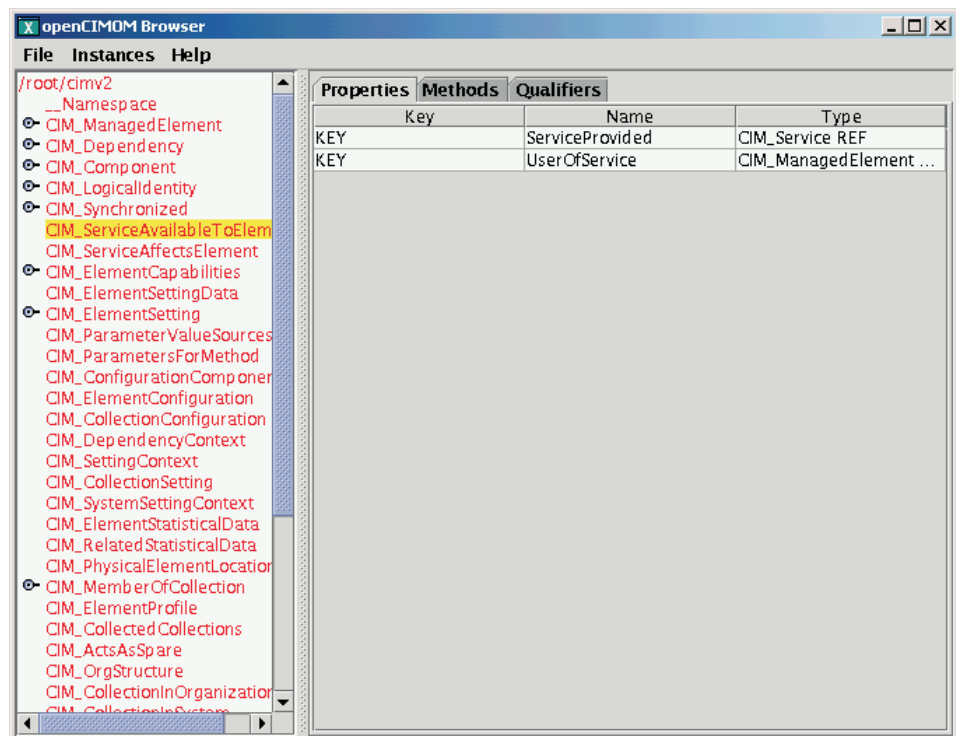 openCIMOM Browser
File Instances Help
/root/cimv2
__Namespace
CIM_ManagedElement
CIM_Dependency
CIM_Component
CIM_LogicalIdentity
CIM_Synchronized
CIM_ServiceAvailableToElem
CIM_ServiceAffectsElement
CIM_ElementCapabilities
CIM_ElementSettingData
CIM_ElementSetting
CIM_ParameterValueSources
CIM_ParametersForMethod
CIM_ConfigurationComponer
CIM_ElementConfiguration
CIM_CollectionConfiguration
CIM_DependencyContext
CIM_SettingContext
CIM_CollectionSetting
CIM_SystemSettingContext
CIM_ElementStatisticalData
CIM_RelatedStatisticalData
CIM_PhysicalElementLocation
CIM_MemberOfCollection
CIM_ElementProfile
CIM_CollectedCollections
CIM_ActsAsSpare
CIM_OrgStructure
CIM_CollectionInOrganization
CIM_CollectionInSystem
Properties Methods Qualifiers
Key Name Type
KEY ServiceProvided CIM_Service REF
KEY UserOfService CIM_ManagedElement ...